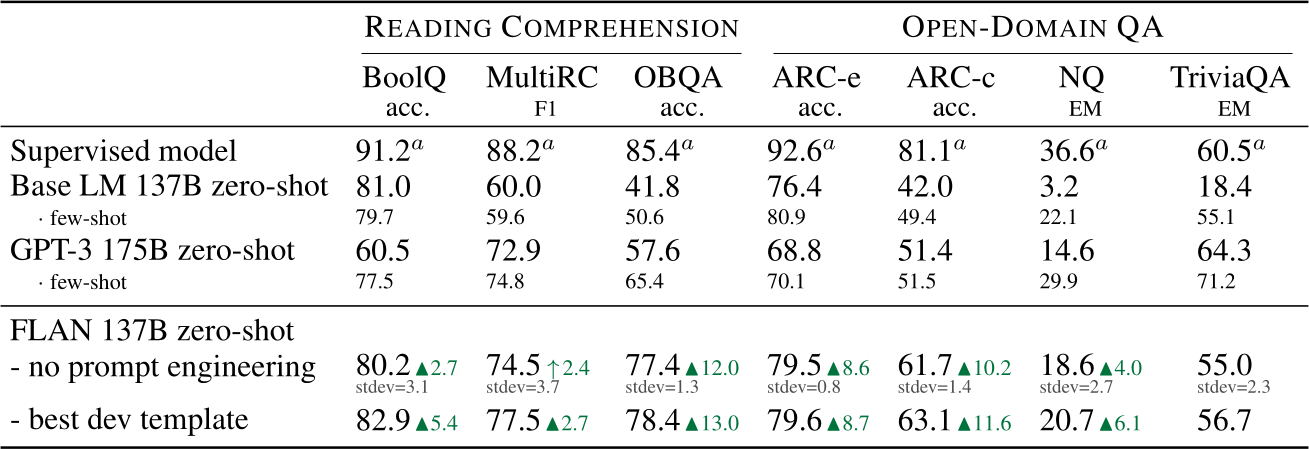 READING COMPREHENSION OPEN-DOMAIN QA
BoolQ MultiRC OBQA ARC-e ARC-c NQ TriviaQA
acc. F1 acc. acc. acc. EM EM
Supervised model 91.2a 88.2a 85.4a 92.6a 81.1a 36.6a 60.5a
Base LM 137B zero-shot 81.0 60.0 41.8 76.4 42.0 3.2 18.4
· few-shot 79.7 59.6 50.6 80.9 49.4 22.1 55.1
GPT-3 175B zero-shot 60.5 72.9 57.6 68.8 51.4 14.6 64.3
· few-shot 77.5 74.8 65.4 70.1 51.5 29.9 71.2
FLAN 137B zero-shot
- no prompt engineering 80.2 ▲2.7 74.5 ↑2.4 77.4 ▲12.0 79.5 ▲8.6 61.7 ▲10.2 18.6 ▲4.0 55.0
stdev=3.1 stdev=3.7 stdev=1.3 stdev=0.8 stdev=1.4 stdev=2.7 stdev=2.3
- best dev template 82.9 ▲5.4 77.5 ▲2.7 78.4 ▲13.0 79.6 ▲8.7 63.1 ▲11.6 20.7 ▲6.1 56.7